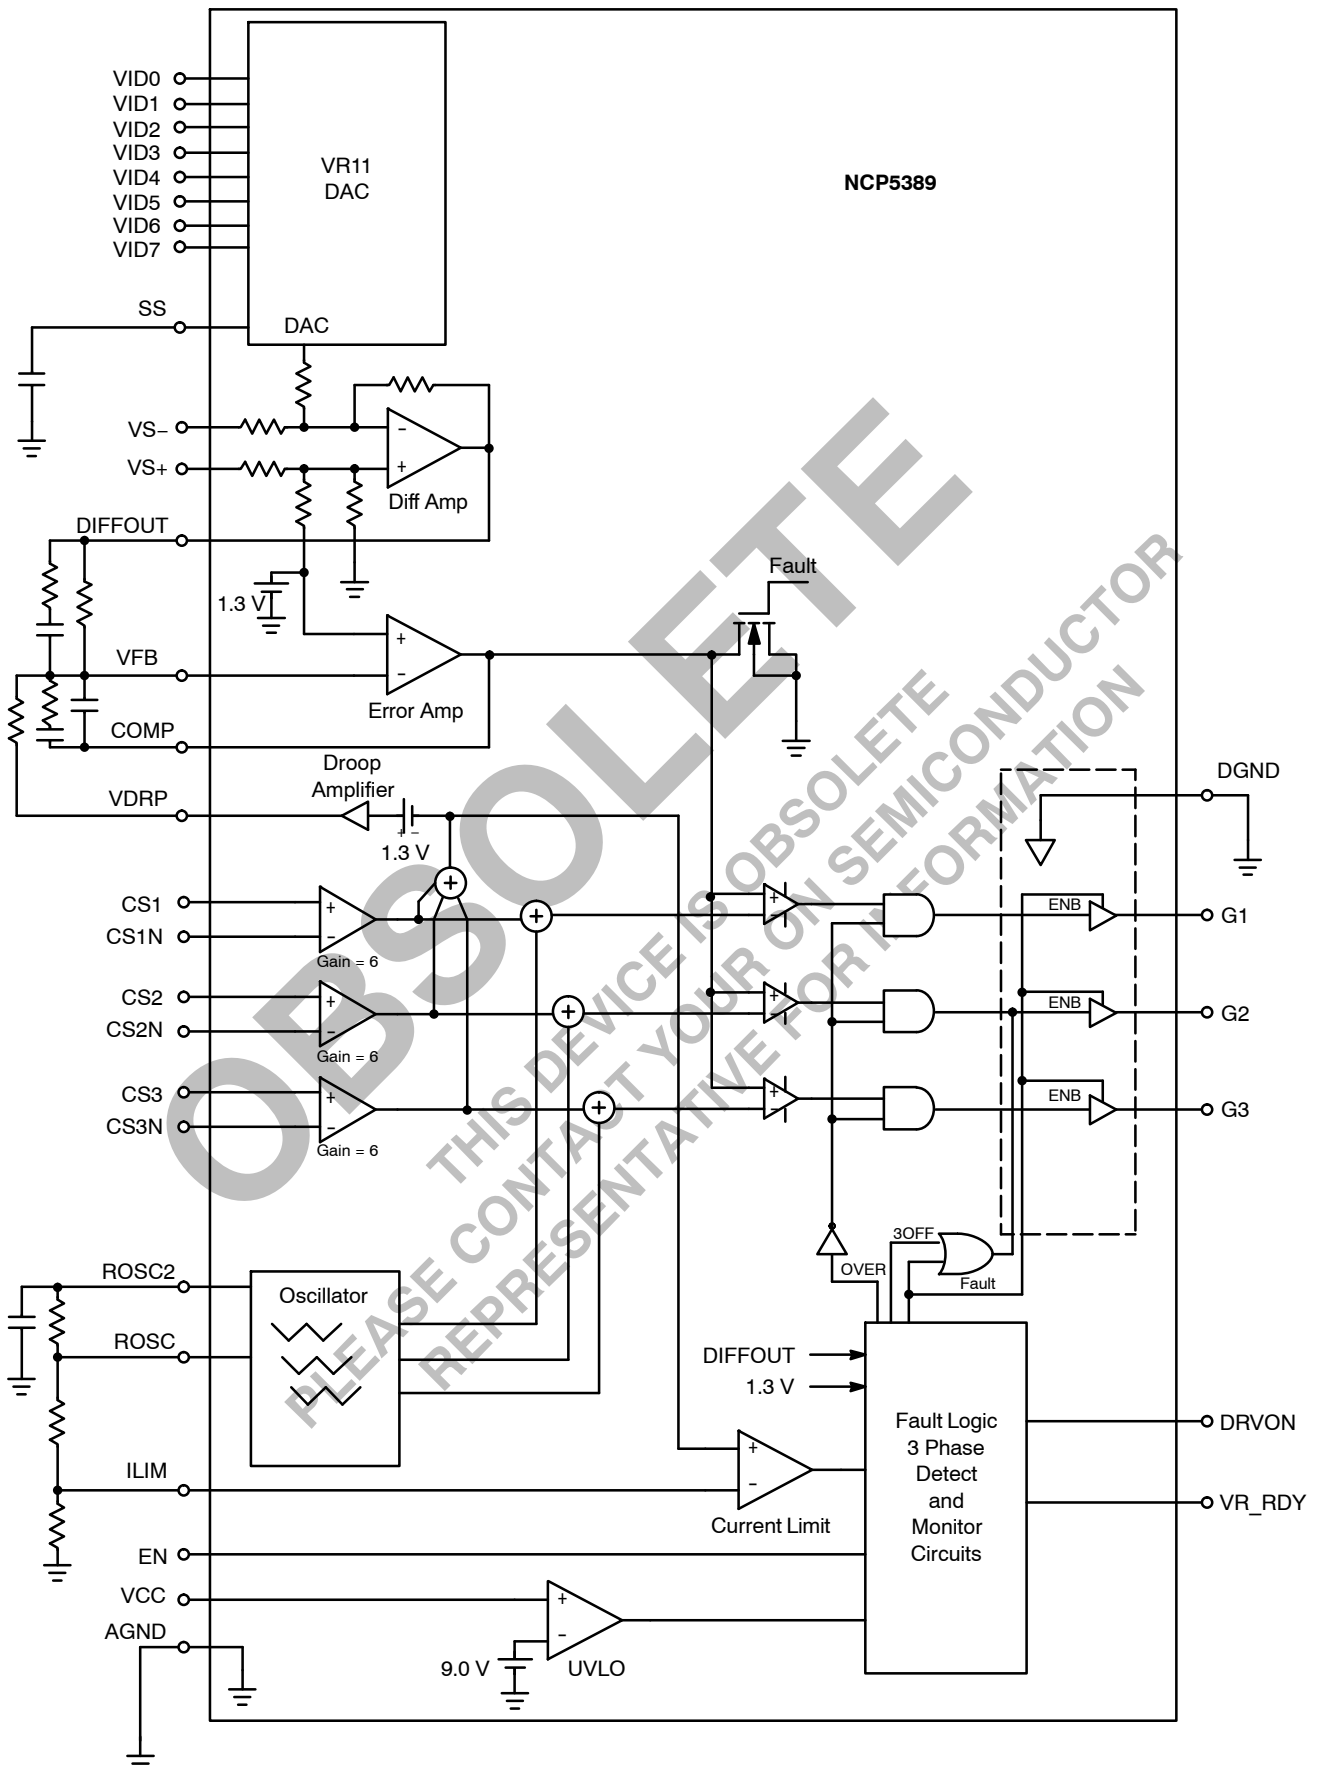 VID0
VID1
VID2
VID3
VID4
VID5
VID6
VID7
VR11
DAC
NCP5389
SS
DAC
VS−
VS+
−
+
Diff Amp
DIFFOUT
1.3 V
Fault
VFB
+
−
Error Amp
COMP
Droop
Amplifier
VDRP
+ −
1.3 V
DGND
CS1
CS1N
+
−
Gain = 6
+
+
+
−
ENB
G1
CS2
CS2N
+
−
Gain = 6
+
+
−
ENB
G2
CS3
CS3N
+
−
Gain = 6
+
+
−
ENB
G3
OBSOLETE
THIS DEVICE IS OBSOLETE
PLEASE CONTACT YOUR ON SEMICONDUCTOR
REPRESENTATIVE FOR INFORMATION
3OFF
OVER
Fault
ROSC2
ROSC
Oscillator
DIFFOUT
1.3 V
Fault Logic
3 Phase
Detect
and
Monitor
Circuits
DRVON
VR_RDY
ILIM
+
−
Current Limit
EN
VCC
AGND
+
−
9.0 V
UVLO